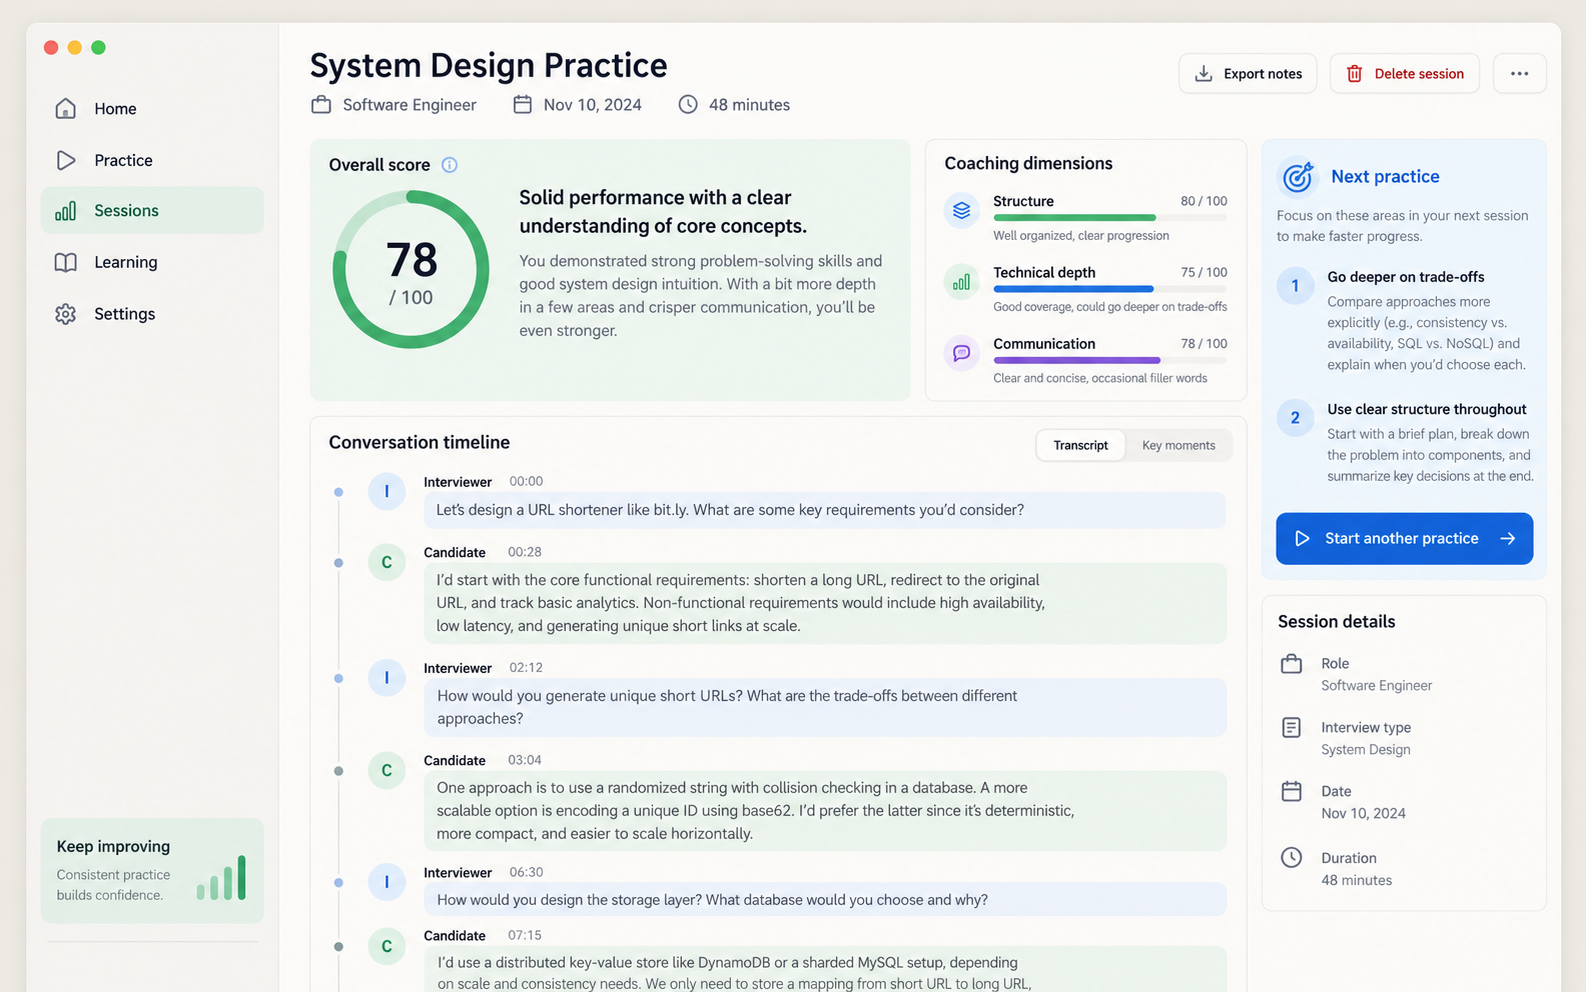 Home
Practice
Sessions
Learning
Settings
Keep improving
Consistent practice
builds confidence.
System Design Practice
Software Engineer
Nov 10, 2024
48 minutes
Export notes
Delete session
Overall score
78
/ 100
Solid performance with a clear
understanding of core concepts.
You demonstrated strong problem-solving skills and
good system design intuition. With a bit more depth
in a few areas and crisper communication, you'll be
even stronger.
Coaching dimensions
Structure 80 / 100
Well organized, clear progression
Technical depth 75 / 100
Good coverage, could go deeper on trade-offs
Communication 78 / 100
Clear and concise, occasional filler words
Conversation timeline
Transcript
Key moments
I
Interviewer 00:00
Let's design a URL shortener like bit.ly. What are some key requirements you'd consider?
C
Candidate 00:28
I'd start with the core functional requirements: shorten a long URL, redirect to the original
URL, and track basic analytics. Non-functional requirements would include high availability,
low latency, and generating unique short links at scale.
I
Interviewer 02:12
How would you generate unique short URLs? What are the trade-offs between different
approaches?
C
Candidate 03:04
One approach is to use a randomized string with collision checking in a database. A more
scalable option is encoding a unique ID using base62. I'd prefer the latter since it's deterministic,
more compact, and easier to scale horizontally.
I
Interviewer 06:30
How would you design the storage layer? What database would you choose and why?
C
Candidate 07:15
I'd use a distributed key-value store like DynamoDB or a sharded MySQL setup, depending
on scale and consistency needs. We only need to store a mapping from short URL to long URL,
Next practice
Focus on these areas in your next session
to make faster progress.
1
Go deeper on trade-offs
Compare approaches more
explicitly (e.g., consistency vs.
availability, SQL vs. NoSQL) and
explain when you'd choose each.
2
Use clear structure throughout
Start with a brief plan, break down
the problem into components, and
summarize key decisions at the end.
Start another practice
Session details
Role
Software Engineer
Interview type
System Design
Date
Nov 10, 2024
Duration
48 minutes